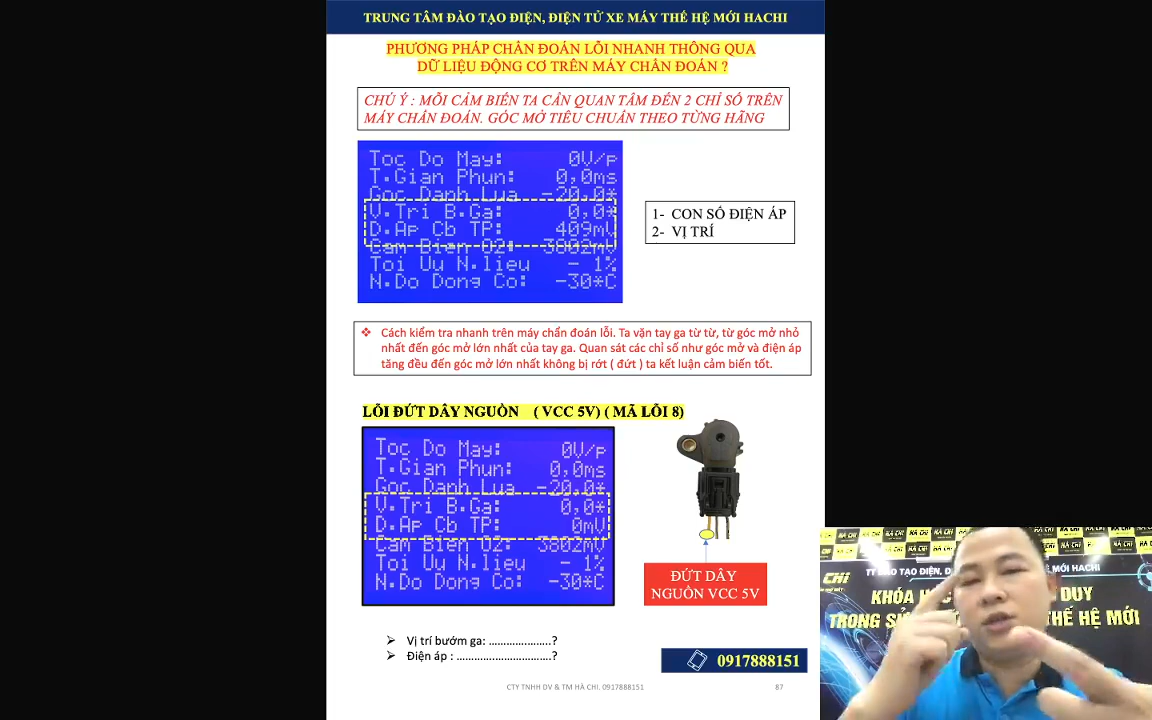 TRUNG TÂM ĐÀO TẠO ĐIỆN, ĐIỆN TỬ XE MÁY THẾ HỆ MỚI HACHI
PHƯƠNG PHÁP CHẨN ĐOÁN LỖI NHANH THÔNG QUA
DỮ LIỆU ĐỘNG CƠ TRÊN MÁY CHẨN ĐOÁN ?
CHÚ Ý : MỖI CẢM BIẾN TA CẦN QUAN TÂM ĐẾN 2 CHỈ SỐ TRÊN
MÁY CHẨN ĐOÁN. GÓC MỞ TIÊU CHUẨN THEO TỪNG HÃNG
Toc Do May: 0V/p
T.Gian Phun: 0,0ms
Goc Danh Lua -20,0*
V.Tri B.Ga: 0,0*
D.Ap Cb TP: 409mV
Cam Bien O2: 3802mV
Toi Uu N.lieu - 1%
N.Do Dong Co: -30*C
1- CON SỐ ĐIỆN ÁP
2- VỊ TRÍ
❖ Cách kiểm tra nhanh trên máy chẩn đoán lỗi. Ta vặn tay ga từ từ, từ góc mở nhỏ
nhất đến góc mở lớn nhất của tay ga. Quan sát các chỉ số như góc mở và điện áp
tăng đều đến góc mở lớn nhất không bị rớt ( đứt ) ta kết luận cảm biến tốt.
LỖI ĐỨT DÂY NGUỒN ( VCC 5V) ( MÃ LỖI 8)
Toc Do May: 0V/p
T.Gian Phun: 0,0ms
Goc Danh Lua -20,0*
V.Tri B.Ga: 0,0*
D.Ap Cb TP: 0mV
Cam Bien O2: 3802mV
Toi Uu N.lieu - 1%
N.Do Dong Co: -30*C
ĐỨT DÂY
NGUỒN VCC 5V
➢ Vị trí bướm ga: .....................?
➢ Điện áp : ................................?
0917888151
CTY TNHH DV & TM HÀ CHI. 0917888151
87
HÀ CHI
KHÓA
DUY
TRONG
THẾ HỆ MỚI